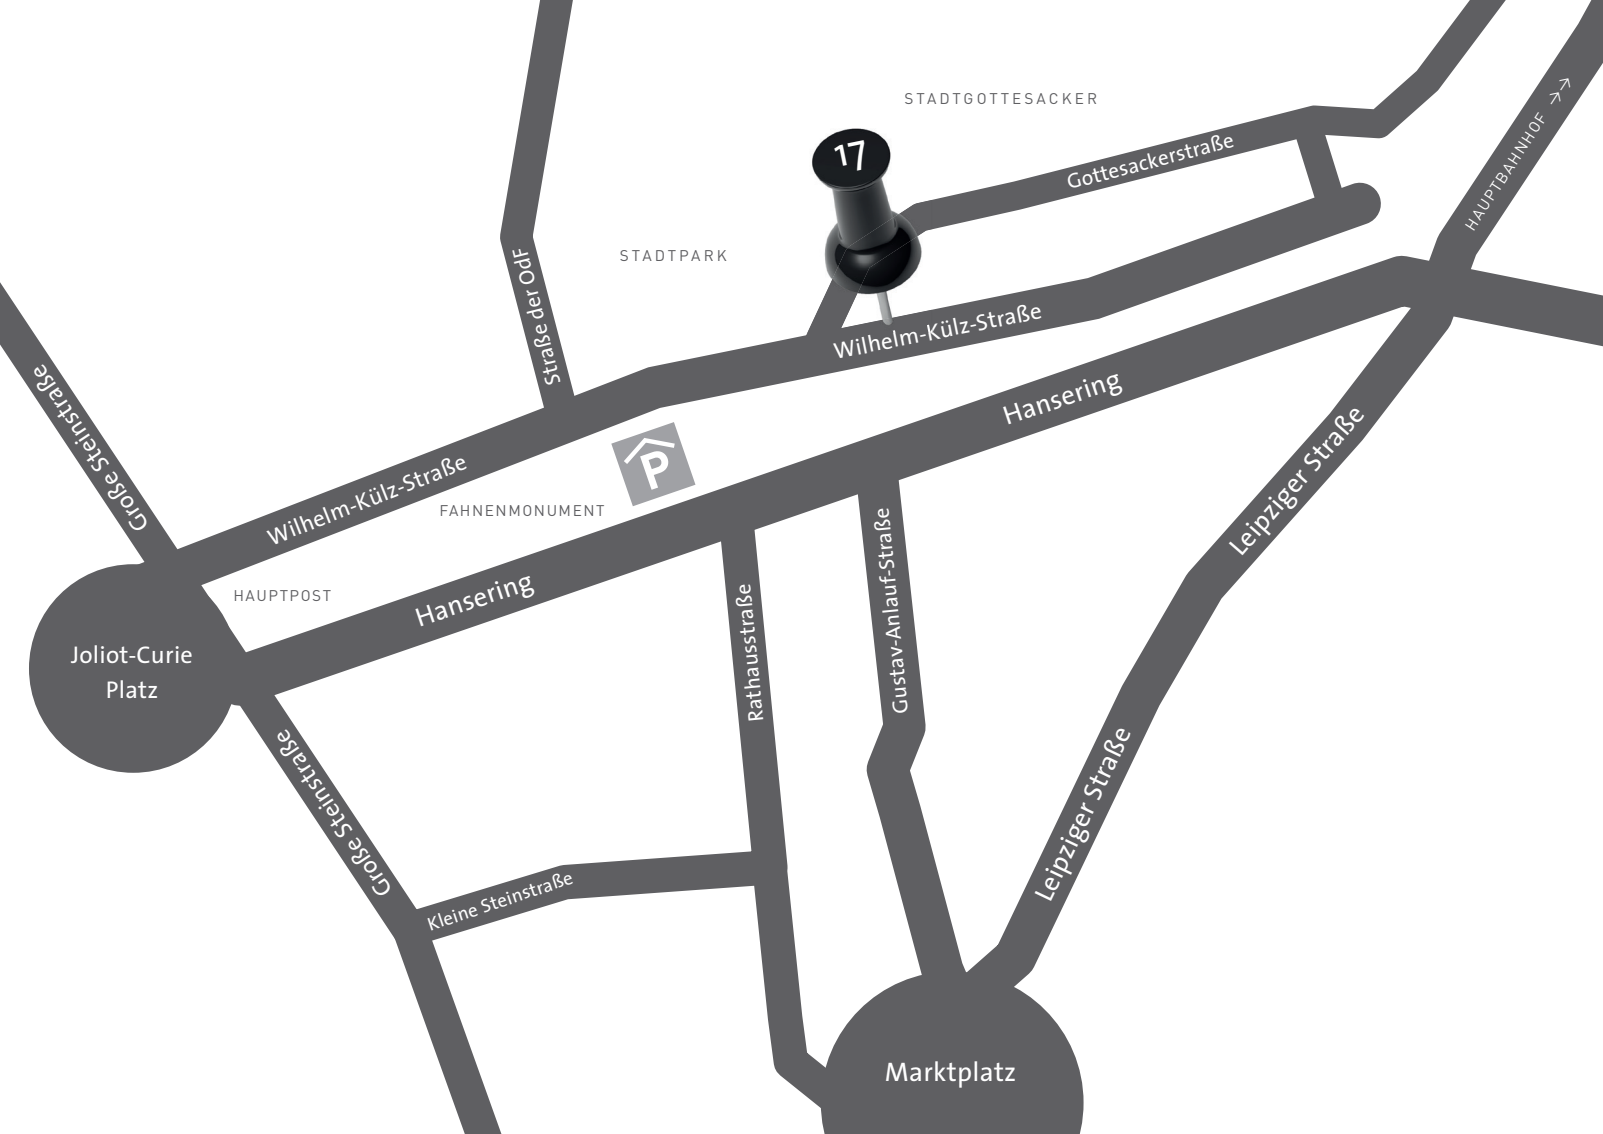 STADTGOTTESACKER
HAUPTBAHNHOF >>
17
Gottesackerstraße
STADTPARK
Straße der OdF
Wilhelm-Külz-Straße
Große Steinstraße
Hansering
Leipziger Straße
P
Wilhelm-Külz-Straße
FAHNENMONUMENT
Gustav-Anlauf-Straße
HAUPTPOST
Hansering
Rathausstraße
Joliot-Curie
Platz
Große Steinstraße
Leipziger Straße
Kleine Steinstraße
Marktplatz